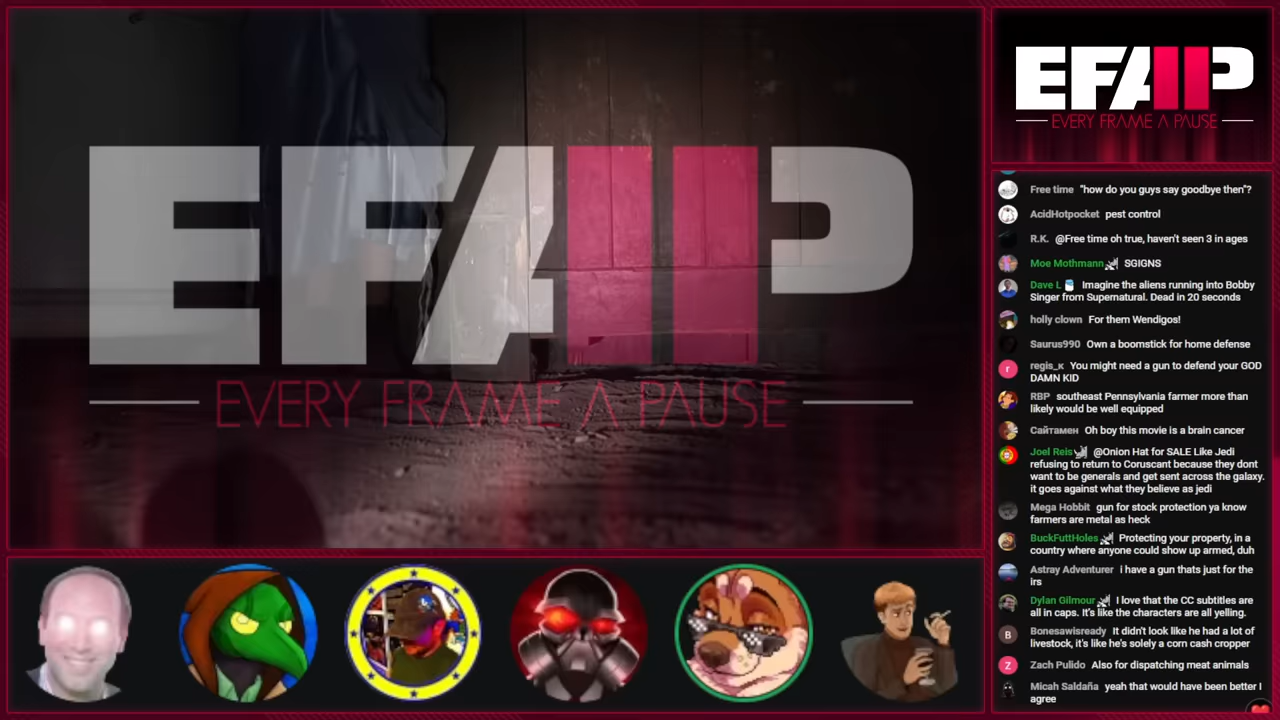 EFAP
EVERY FRAME A PAUSE
EFAP
EVERY FRAME A PAUSE
Free time "how do you guys say goodbye then"?
AcidHotpocket pest control
R.K. @Free time oh true, haven't seen 3 in ages
Moe Mothmann SGIGNS
Dave L Imagine the aliens running into Bobby
Singer from Supernatural. Dead in 20 seconds
holly clown For them Wendigos!
Saurus990 Own a boomstick for home defense
r
regis_к You might need a gun to defend your GOD
DAMN KID
RBP southeast Pennsylvania farmer more than
likely would be well equipped
Сайтамен Oh boy this movie is a brain cancer
Joel Reis @Onion Hat for SALE Like Jedi
refusing to return to Coruscant because they dont
want to be generals and get sent across the galaxy.
it goes against what they believe as jedi
Mega Hobbit gun for stock protection ya know
farmers are metal as heck
BuckFuttHoles Protecting your property, in a
country where anyone could show up armed, duh
Astray Adventurer i have a gun thats just for the
irs
Dylan Gilmour I love that the CC subtitles are
all in caps. It's like the characters are all yelling.
B
Bonesawisready It didn't look like he had a lot of
livestock, it's like he's solely a corn cash cropper
Z
Zach Pulido Also for dispatching meat animals
Micah Saldaña yeah that would have been better I
agree